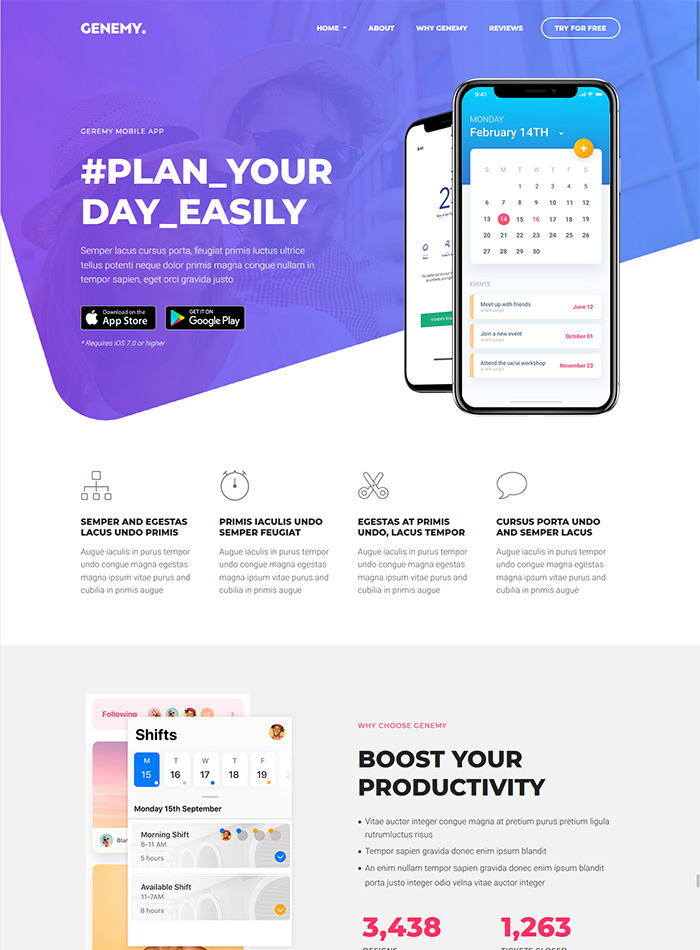 GENEMY.
HOME
ABOUT
WHY GENEMY
REVIEWS
TRY FOR FREE
GEREMY MOBILE APP
#PLAN_YOUR
DAY_EASILY
Semper lacus cursus porta, feugiat primis luctus ultrice
tellus potenti neque dolor primis magna congue nullam in
tempor sapien, eget orci gravida justo
Download on the
App Store
GET IT ON
Google Play
* Requires iOS 7.0 or higher
9:41
MONDAY
February 14TH
+
S M T W T F S
1 2 3 4 5
6 7 8 9 10 11 12
13 14 15 16 17 18 19
20 21 22 23 24 25 26
27 28 29 30
EVENTS
Meet up with friends
June 12
Join a new event
October 01
Attend the ux/ui workshop
November 23
SEMPER AND EGESTAS
LACUS UNDO PRIMIS
Augue iaculis in purus tempor
undo congue magna egestas
magna ipsum vitae purus and
cubilia in primis augue
PRIMIS IACULIS UNDO
SEMPER FEUGIAT
Augue iaculis in purus tempor
undo congue magna egestas
magna ipsum vitae purus and
cubilia in primis augue
EGESTAS AT PRIMIS
UNDO, LACUS TEMPOR
Augue iaculis in purus tempor
undo congue magna egestas
magna ipsum vitae purus and
cubilia in primis augue
CURSUS PORTA UNDO
AND SEMPER LACUS
Augue iaculis in purus tempor
undo congue magna egestas
magna ipsum vitae purus and
cubilia in primis augue
Following
Shifts
M T W T F S
15 16 17 18 19
Monday 15th September
Morning Shift
6-11 AM
5 hours
Available Shift
11-7AM
8 hours
WHY CHOOSE GENEMY
BOOST YOUR
PRODUCTIVITY
• Vitae auctor integer congue magna at pretium purus pretium ligula
rutrumluctus risus
• Tempor sapien gravida donec enim ipsum blandit
• An enim nullam tempor sapien gravida donec enim ipsum blandit
porta justo integer odio velna vitae auctor integer
3,438
1,263